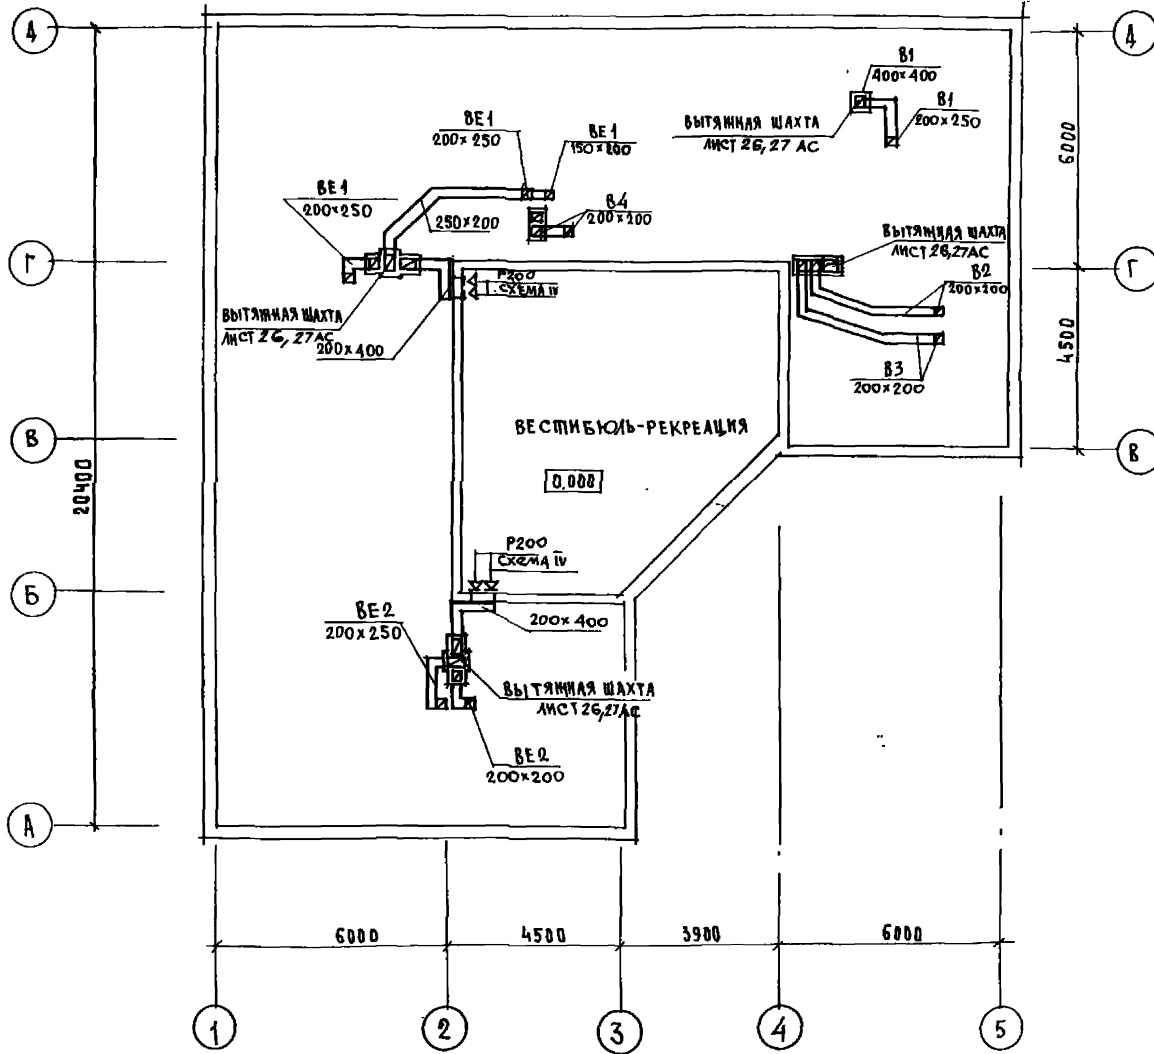 Д
Д
В1
400×400
В1
200×250
ВЫТЯЖНАЯ ШАХТА
ЛИСТ 26, 27 АС
6000
ВЕ1
200×250
ВЕ1
150×200
ВЕ1
200×250
250×200
В4
200×200
ВЫТЯЖНАЯ ШАХТА
ЛИСТ 26,27АС
Г
Г
Р200
СХЕМА IV
В2
200×200
ВЫТЯЖНАЯ ШАХТА
ЛИСТ 26, 27АС
200×400
4500
В3
200×200
В
ВЕСТИБЮЛЬ-РЕКРЕАЦИЯ
В
0.000
20400
Р200
СХЕМА IV
Б
ВЕ2
200×250
200×400
ВЫТЯЖНАЯ ШАХТА
ЛИСТ 26,27АС
ВЕ2
200×200
А
6000
4500
3900
6000
1
2
3
4
5